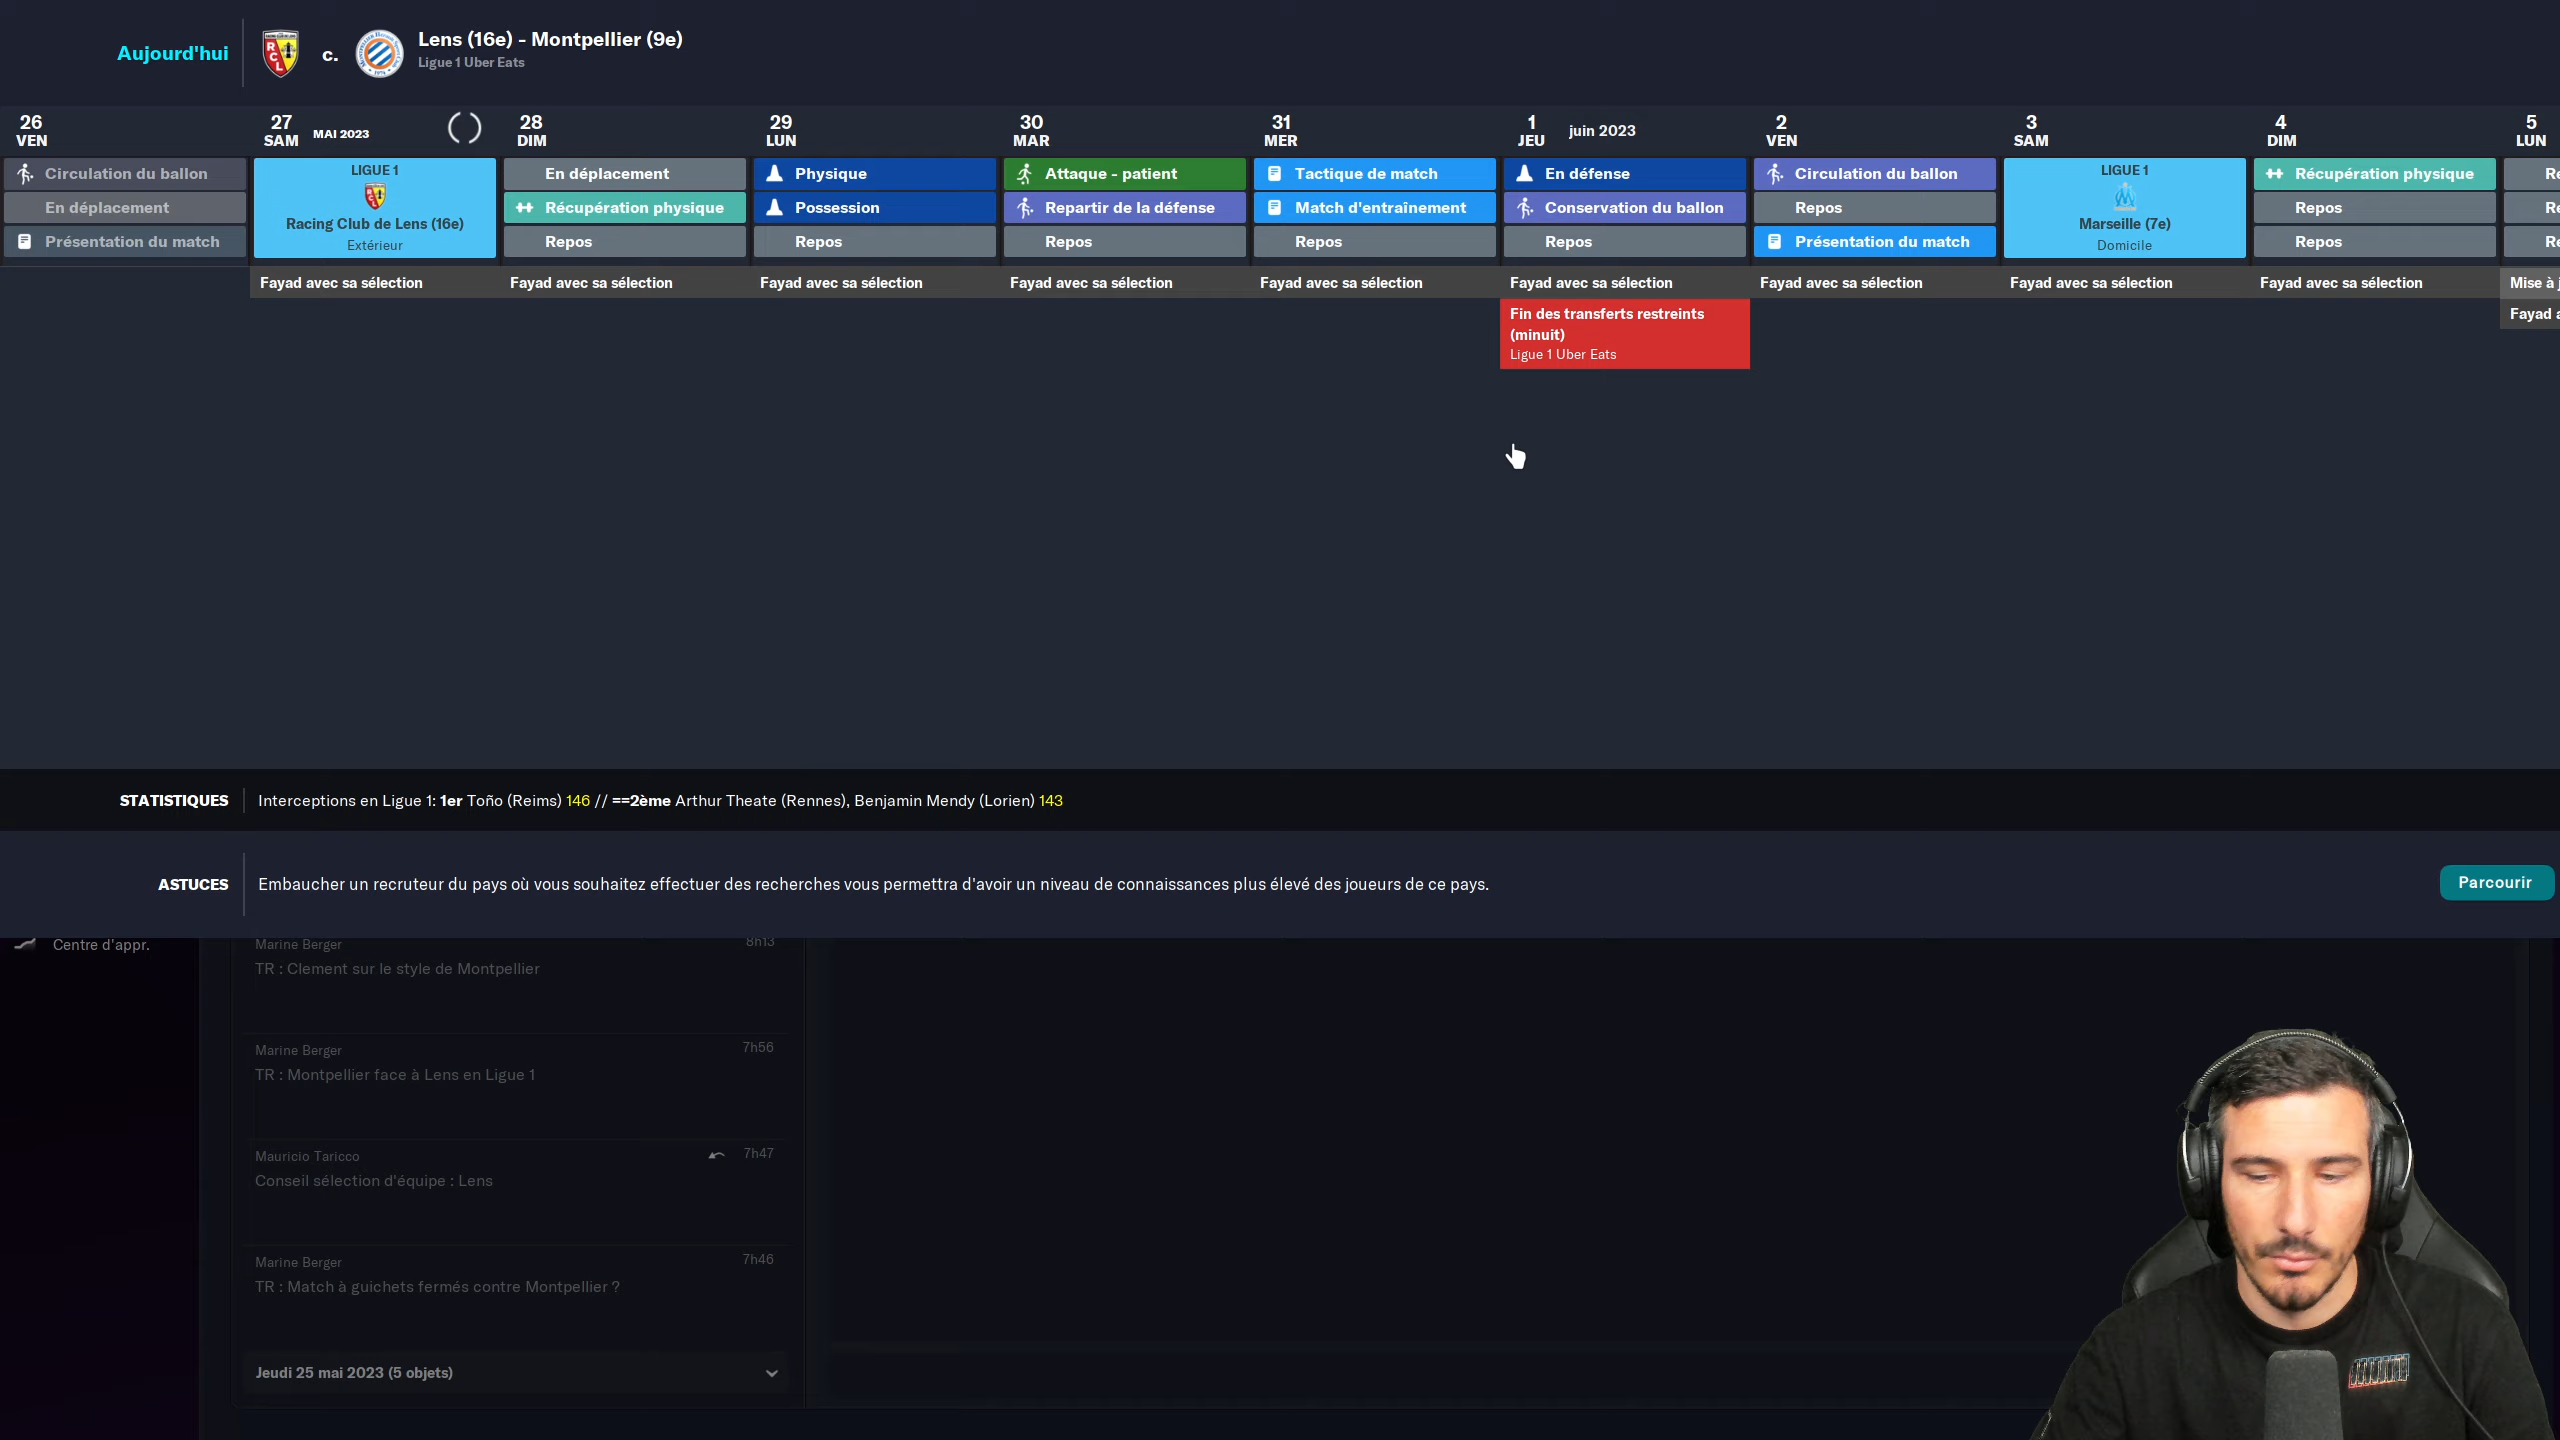 Aujourd'hui
c.
Lens (16e) - Montpellier (9e)
Ligue 1 Uber Eats
26
VEN
27
SAM
MAI 2023
28
DIM
29
LUN
30
MAR
31
MER
1
JEU
juin 2023
2
VEN
3
SAM
4
DIM
5
LUN
Circulation du ballon
En déplacement
Présentation du match
LIGUE 1
Racing Club de Lens (16e)
Extérieur
En déplacement
Récupération physique
Repos
Physique
Possession
Repos
Attaque - patient
Repartir de la défense
Repos
Tactique de match
Match d'entraînement
Repos
En défense
Conservation du ballon
Repos
Circulation du ballon
Repos
Présentation du match
LIGUE 1
Marseille (7e)
Domicile
Récupération physique
Repos
Repos
Fayad avec sa sélection
Fayad avec sa sélection
Fayad avec sa sélection
Fayad avec sa sélection
Fayad avec sa sélection
Fayad avec sa sélection
Fayad avec sa sélection
Fayad avec sa sélection
Fayad avec sa sélection
Mise à
Fayad
Fin des transferts restreints
(minuit)
Ligue 1 Uber Eats
STATISTIQUES
Interceptions en Ligue 1: 1er Toño (Reims) 146 // ==2ème Arthur Theate (Rennes), Benjamin Mendy (Lorien) 143
ASTUCES
Embaucher un recruteur du pays où vous souhaitez effectuer des recherches vous permettra d'avoir un niveau de connaissances plus élevé des joueurs de ce pays.
Parcourir
Centre d'appr.
Marine Berger
8h13
TR : Clement sur le style de Montpellier
Marine Berger
7h56
TR : Montpellier face à Lens en Ligue 1
Mauricio Taricco
7h47
Conseil sélection d'équipe : Lens
Marine Berger
7h46
TR : Match à guichets fermés contre Montpellier ?
Jeudi 25 mai 2023 (5 objets)